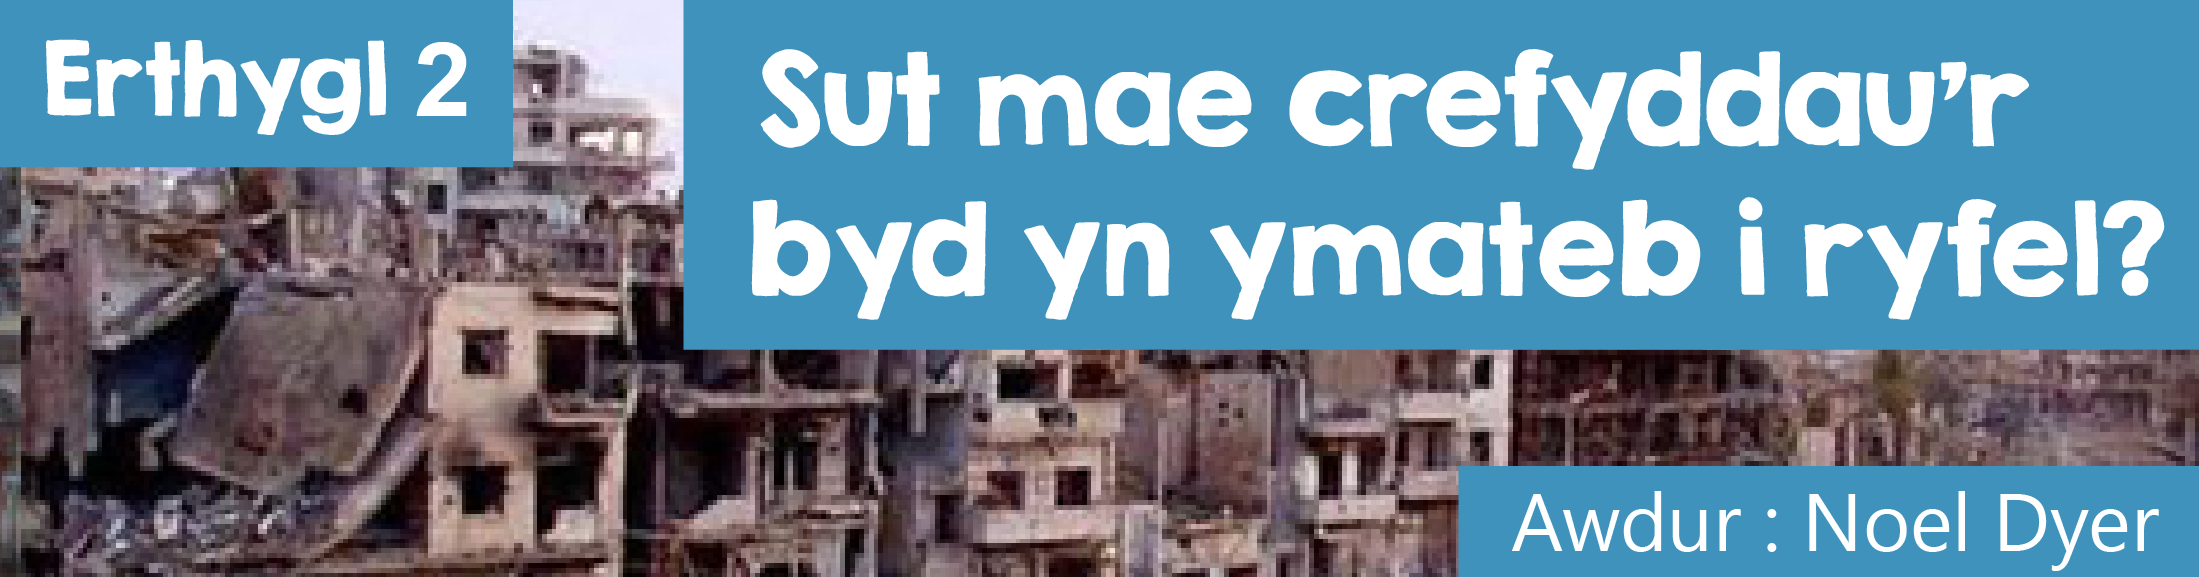 Erthygl 2
Sut mae crefyddau’r
byd yn ymateb i ryfel?
Awdur : Noel Dyer